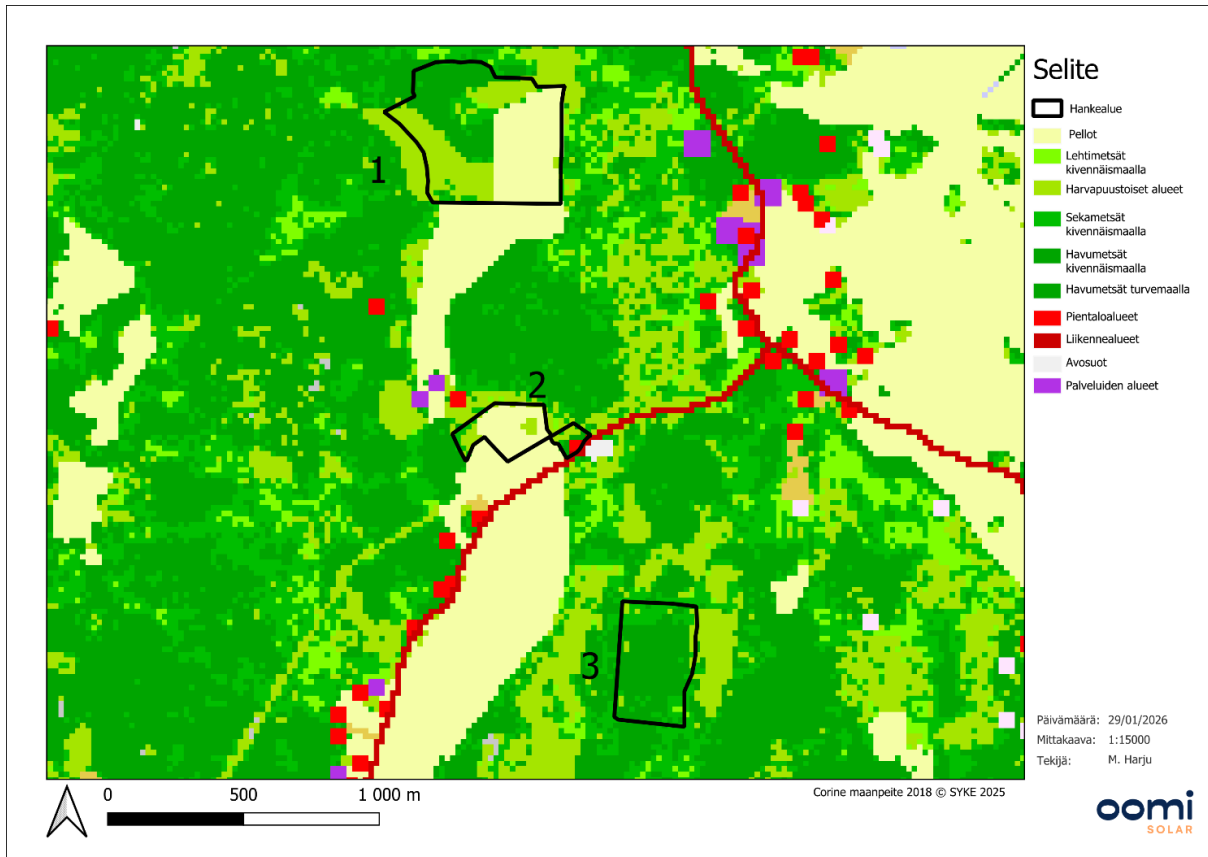 Selite
Hankealue
Pellot
Lehtimetsät
kivennäismaalla
Harvapuustoiset alueet
Sekametsät
kivennäismaalla
Havumetsät
kivennäismaalla
Havumetsät turvemaalla
Pientaloalueet
Liikennealueet
Avosuot
Palveluiden alueet
1
2
3
Päivämäärä: 29/01/2026
Mittakaava: 1:15000
Tekijä: M. Harju
0 500 1 000 m
Corine maanpeite 2018 © SYKE 2025
oomi
SOLAR